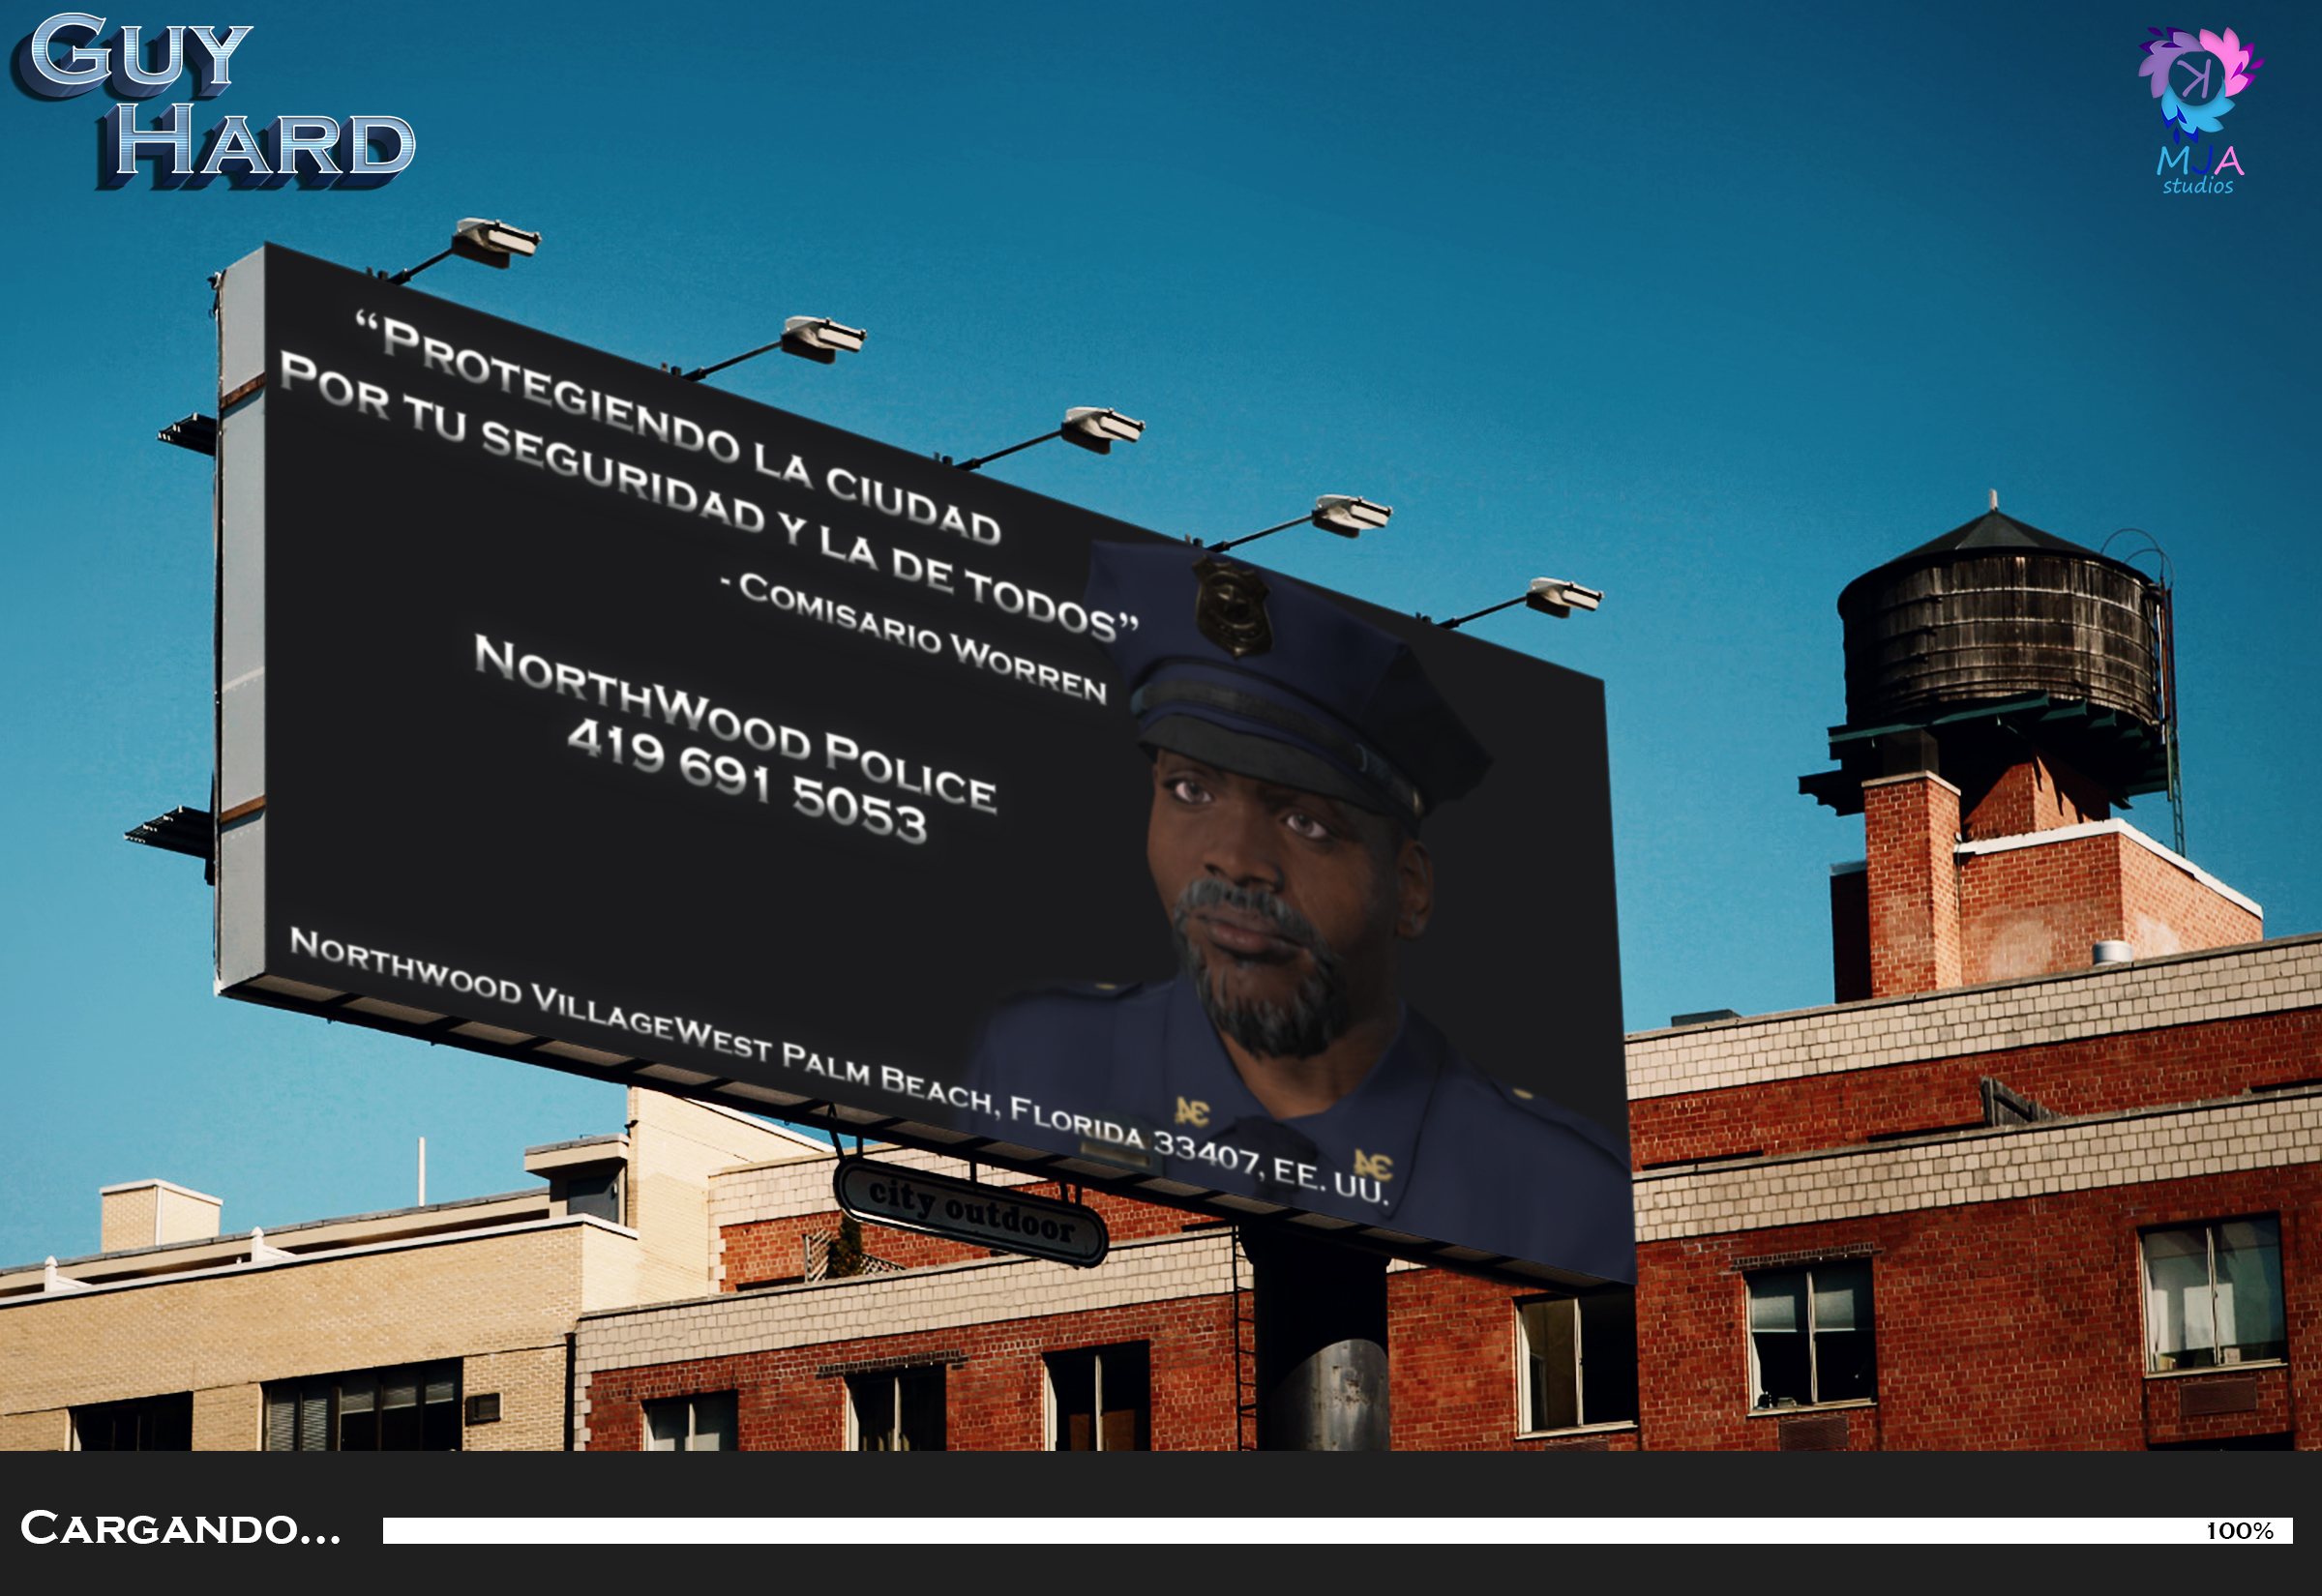 Guy
Hard
MJA
studios
“Protegiendo la ciudad
Por tu seguridad y la de todos”
- Comisario Worren
NorthWood Police
419 691 5053
Northwood VillageWest Palm Beach, Florida 33407, EE. UU.
city outdoor
Cargando...
100%